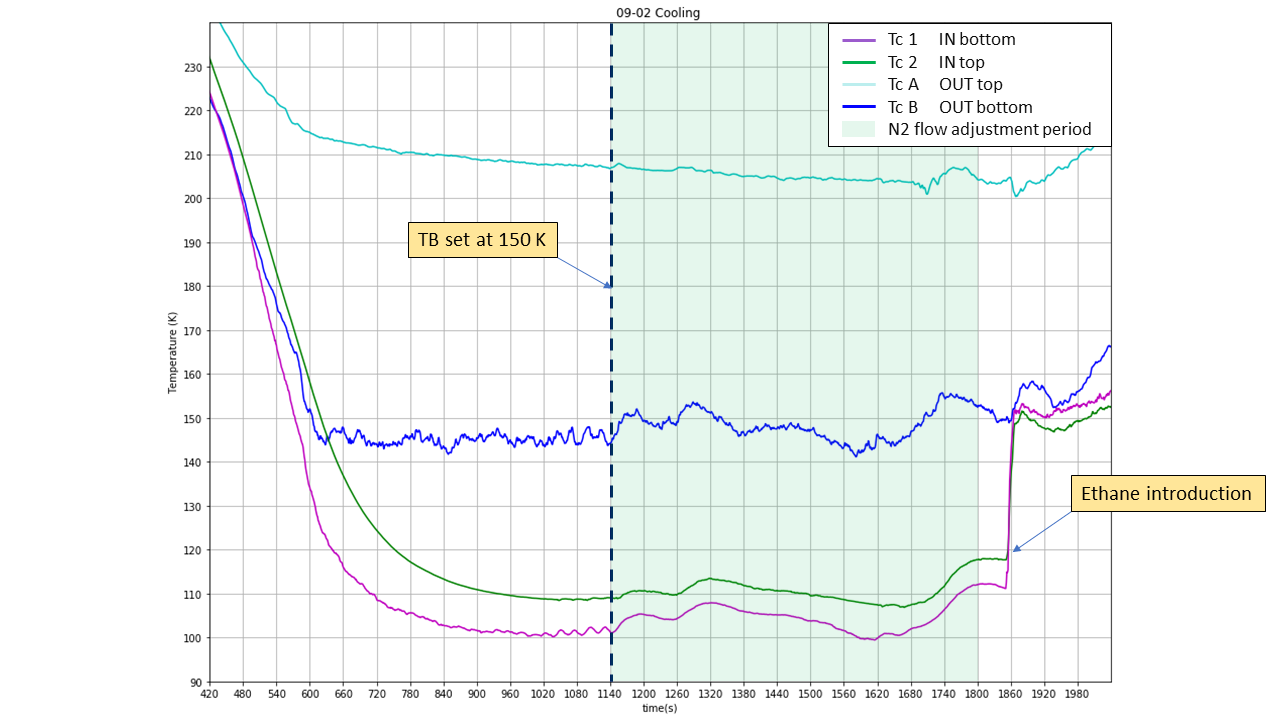 09-02 Cooling
Tc 1 IN bottom
Tc 2 IN top
Tc A OUT top
Tc B OUT bottom
N2 flow adjustment period
TB set at 150 K
Ethane introduction
Temperature (K)
230
220
210
200
190
180
170
160
150
140
130
120
110
100
90
420 480 540 600 660 720 780 840 900 960 1020 1080 1140 1200 1260 1320 1380 1440 1500 1560 1620 1680 1740 1800 1860 1920 1980
time(s)